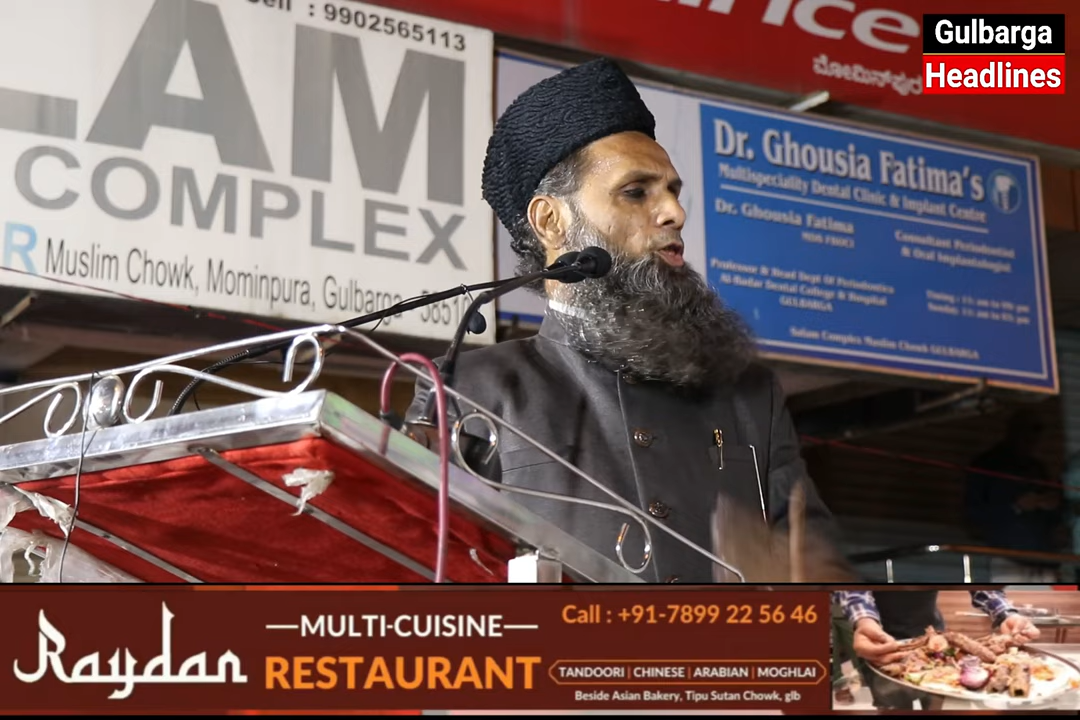 Cell : 9902565113
LAM
COMPLEX
R Muslim Chowk, Mominpura, Gulbarga - 5851
ಮೋಮಿನ್‌ಪುರ
Gulbarga
Headlines
Dr. Ghousia Fatima's
Multispeciality Dental Clinic & Implant Centre
Dr. Ghousia Fatima
Consultant Periodontist
& Oral Implantologist
Professor & Head Dept Of Periodontics
Al-Badar Dental College & Hospital
GULBARGA
Salam Complex Muslim Chowk GULBARGA
Raydan
MULTI-CUISINE
RESTAURANT
Call : +91-7899 22 56 46
TANDOORI | CHINESE | ARABIAN | MOGHLAI
Beside Asian Bakery, Tipu Sutan Chowk, glb